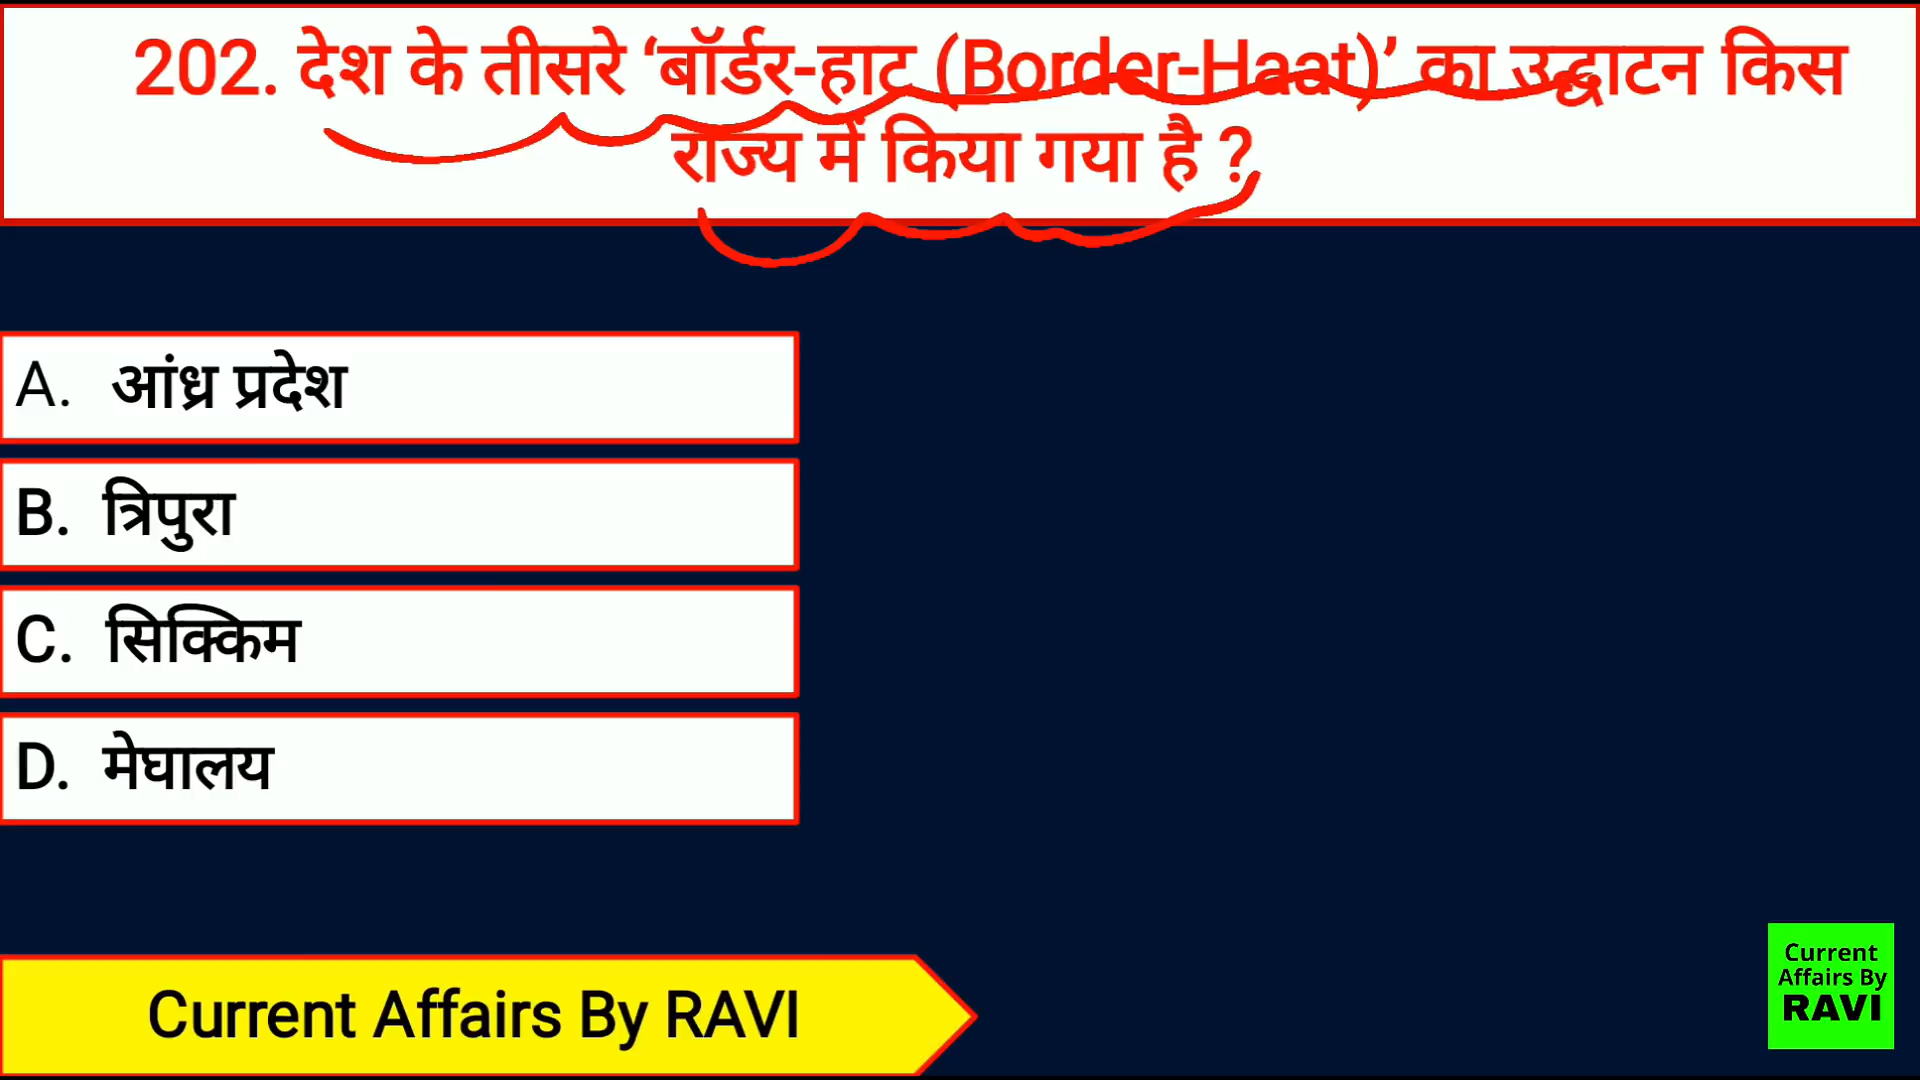 202. देश के तीसरे ‘बॉर्डर-हाट (Border-Haat)’ का उद्घाटन किस
राज्य में किया गया है ?
A. आंध्र प्रदेश
B. त्रिपुरा
C. सिक्किम
D. मेघालय
Current Affairs By RAVI
Current
Affairs By
RAVI